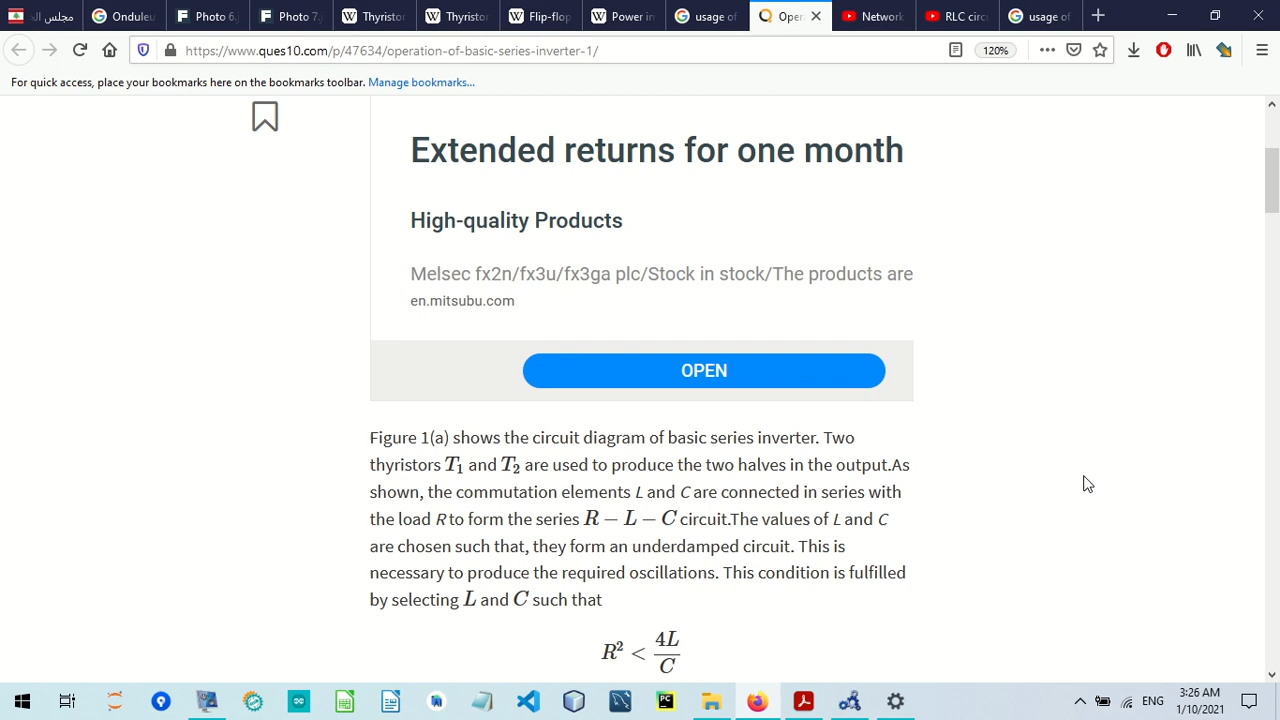 مجلس الد
Onduleu
Photo 6.
Photo 7.
Thyristor
Thyristor
Flip-flop
Power in
usage of
Oper
Network
RLC circ
usage of
https://www.ques10.com/p/47634/operation-of-basic-series-inverter-1/
120%
For quick access, place your bookmarks here on the bookmarks toolbar. Manage bookmarks...
Extended returns for one month
High-quality Products
Melsec fx2n/fx3u/fx3ga plc/Stock in stock/The products are
en.mitsubu.com
OPEN
Figure 1(a) shows the circuit diagram of basic series inverter. Two
thyristors T₁ and T₂ are used to produce the two halves in the output.As
shown, the commutation elements L and C are connected in series with
the load R to form the series R − L − C circuit.The values of L and C
are chosen such that, they form an underdamped circuit. This is
necessary to produce the required oscillations. This condition is fulfilled
by selecting L and C such that
R² < 4L/C
ENG
3:26 AM
1/10/2021